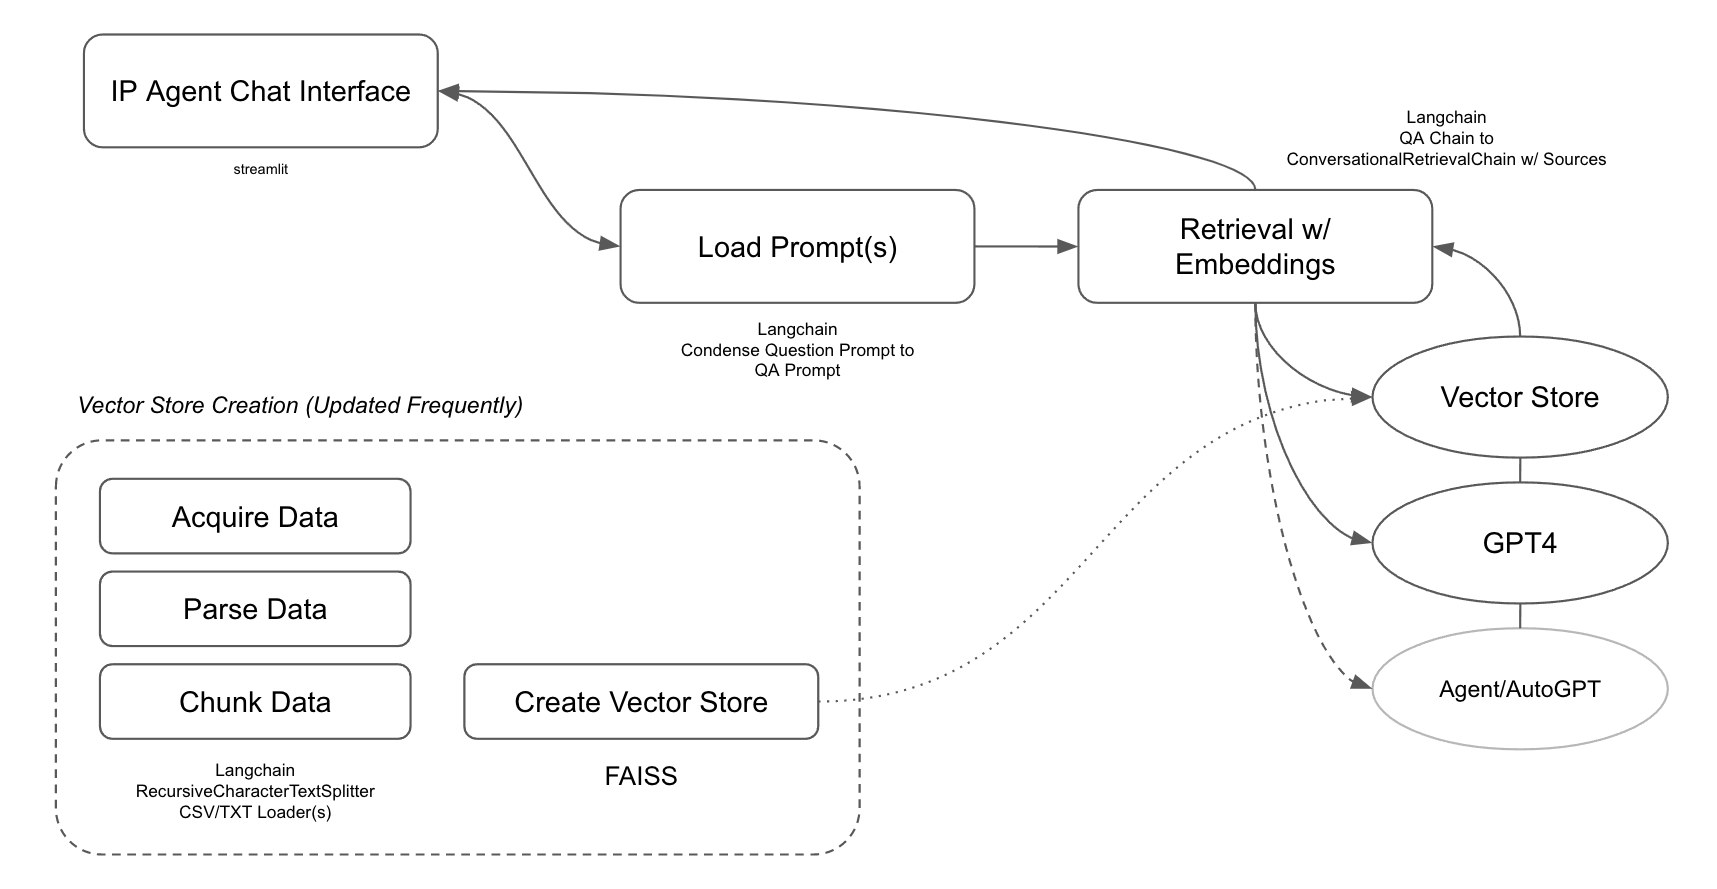 IP Agent Chat Interface
streamlit
Langchain
QA Chain to
ConversationalRetrievalChain w/ Sources
Load Prompt(s)
Retrieval w/
Embeddings
Langchain
Condense Question Prompt to
QA Prompt
Vector Store
GPT4
Agent/AutoGPT
Vector Store Creation (Updated Frequently)
Acquire Data
Parse Data
Chunk Data
Create Vector Store
Langchain
RecursiveCharacterTextSplitter
CSV/TXT Loader(s)
FAISS